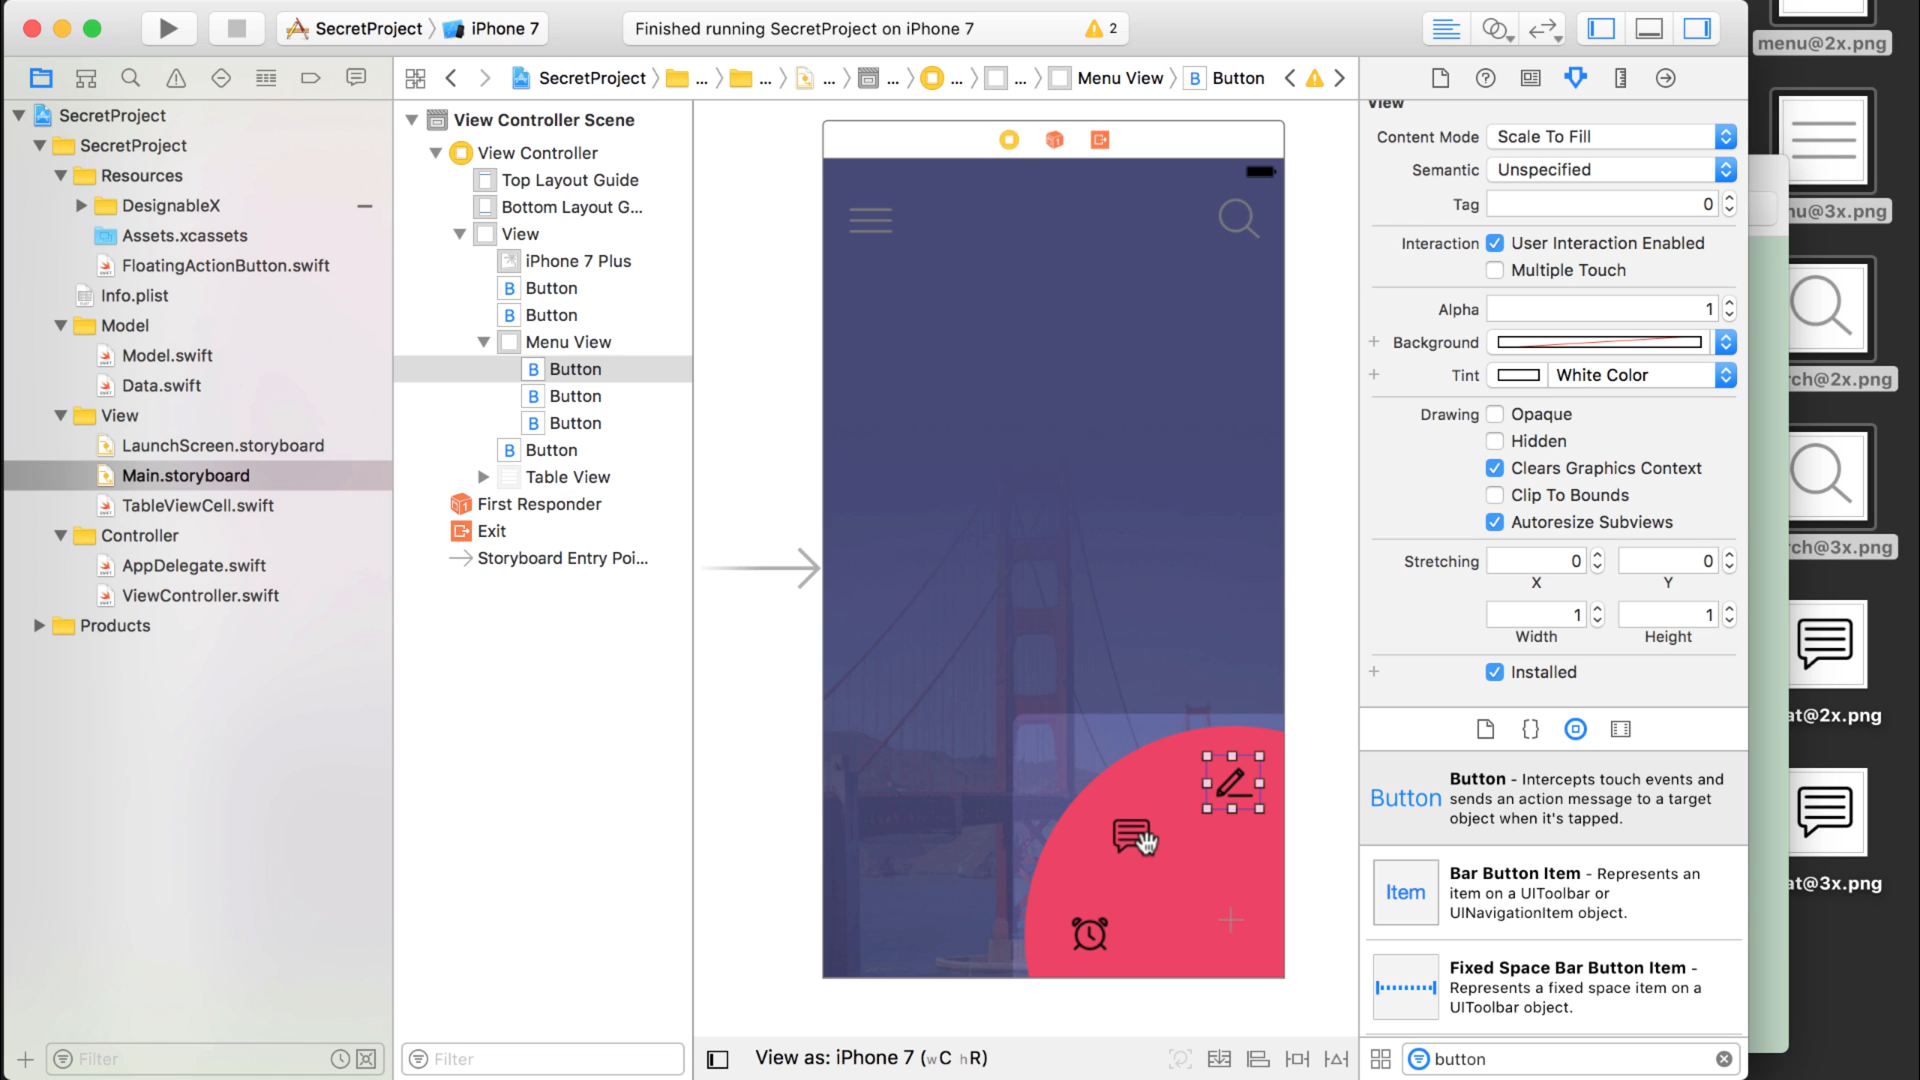 SecretProject
iPhone 7
Finished running SecretProject on iPhone 7
2
menu@2x.png
SecretProject
...
...
...
...
...
...
Menu View
B Button
SecretProject
SecretProject
Resources
DesignableX
Assets.xcassets
FloatingActionButton.swift
Info.plist
Model
Model.swift
Data.swift
View
LaunchScreen.storyboard
Main.storyboard
TableViewCell.swift
Controller
AppDelegate.swift
ViewController.swift
Products
Filter
View Controller Scene
View Controller
Top Layout Guide
Bottom Layout G...
View
iPhone 7 Plus
B Button
B Button
Menu View
B Button
B Button
B Button
B Button
Table View
First Responder
Exit
Storyboard Entry Poi...
Filter
View as: iPhone 7 (wC hR)
View
Content Mode Scale To Fill
Semantic Unspecified
Tag 0
Interaction User Interaction Enabled
Multiple Touch
Alpha 1
Background
Tint White Color
Drawing Opaque
Hidden
Clears Graphics Context
Clip To Bounds
Autoresize Subviews
Stretching 0 0
X Y
1 1
Width Height
Installed
{}
Button
Button - Intercepts touch events and
sends an action message to a target
object when it's tapped.
Item
Bar Button Item - Represents an
item on a UIToolbar or
UINavigationItem object.
Fixed Space Bar Button Item -
Represents a fixed space item on a
UIToolbar object.
button
nu@3x.png
rch@2x.png
rch@3x.png
at@2x.png
at@3x.png